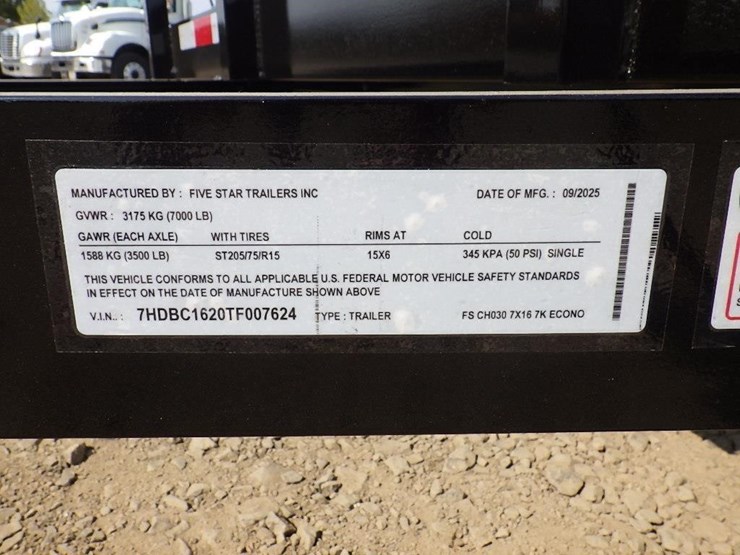 MANUFACTURED BY : FIVE STAR TRAILERS INC DATE OF MFG. : 09/2025
GVWR : 3175 KG (7000 LB)
GAWR (EACH AXLE) WITH TIRES RIMS AT COLD
1588 KG (3500 LB) ST205/75/R15 15X6 345 KPA (50 PSI) SINGLE
THIS VEHICLE CONFORMS TO ALL APPLICABLE U.S. FEDERAL MOTOR VEHICLE SAFETY STANDARDS
IN EFFECT ON THE DATE OF MANUFACTURE SHOWN ABOVE
V.I.N.. : 7HDBC1620TF007624 TYPE : TRAILER FS CH030 7X16 7K ECONO